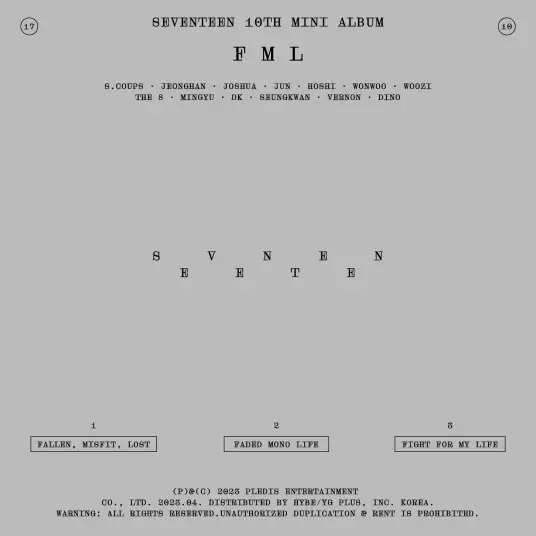 17
SEVENTEEN 10TH MINI ALBUM
10
FML
S.COUPS · JEONGHAN · JOSHUA · JUN · HOSHI · WONWOO · WOOZI
THE 8 · MINGYU · DK · SEUNGKWAN · VERNON · DINO
S V N E N
E E T E
1
2
3
FALLEN, MISFIT, LOST
FADED MONO LIFE
FIGHT FOR MY LIFE
(P)&(C) 2023 PLEDIS ENTERTAINMENT
CO., LTD. 2023.04. DISTRIBUTED BY HYBE/YG PLUS, INC. KOREA.
WARNING: ALL RIGHTS RESERVED.UNAUTHORIZED DUPLICATION & RENT IS PROHIBITED.